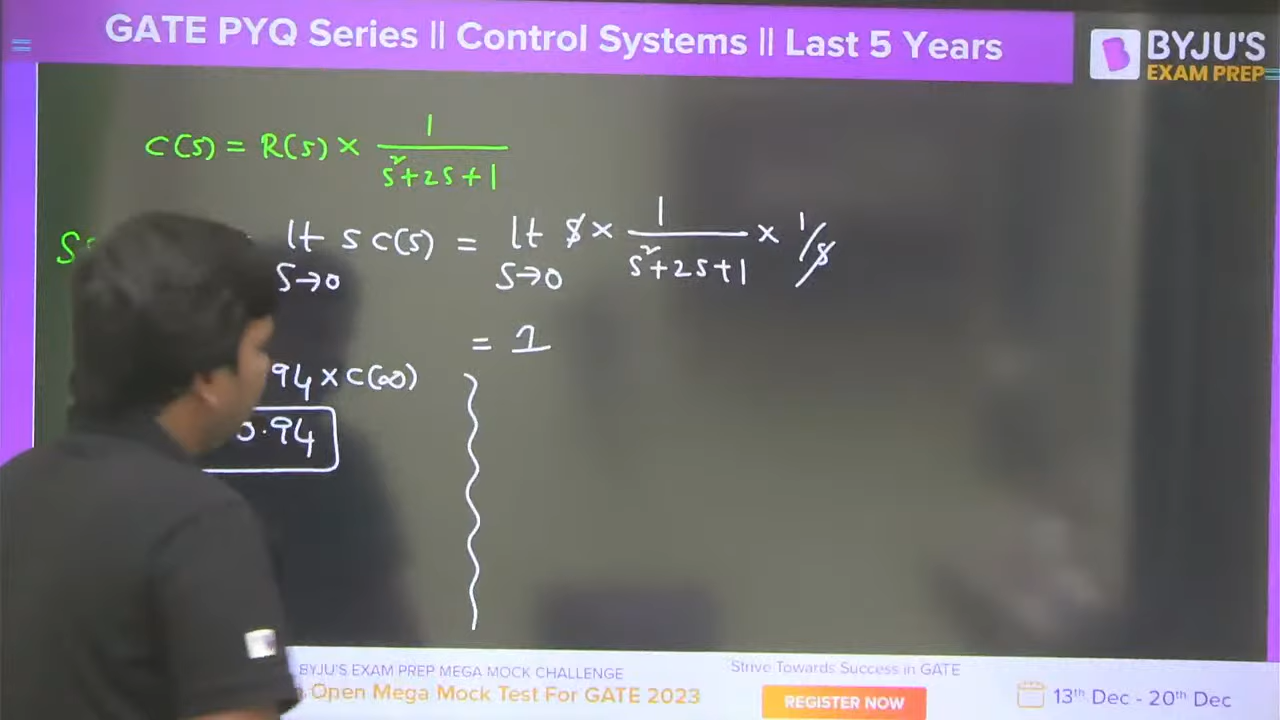 GATE PYQ Series || Control Systems || Last 5 Years
BYJU'S
EXAM PREP
C(s) = R(s) × 1/(s²+2s+1)
lt s→0 s C(s) = lt s→0 s × 1/(s²+2s+1) × 1/s
= 1
94 × C(∞)
0.94
BYJU'S EXAM PREP MEGA MOCK CHALLENGE
Open Mega Mock Test For GATE 2023
Strive Towards Success in GATE
REGISTER NOW
13th Dec - 20th Dec